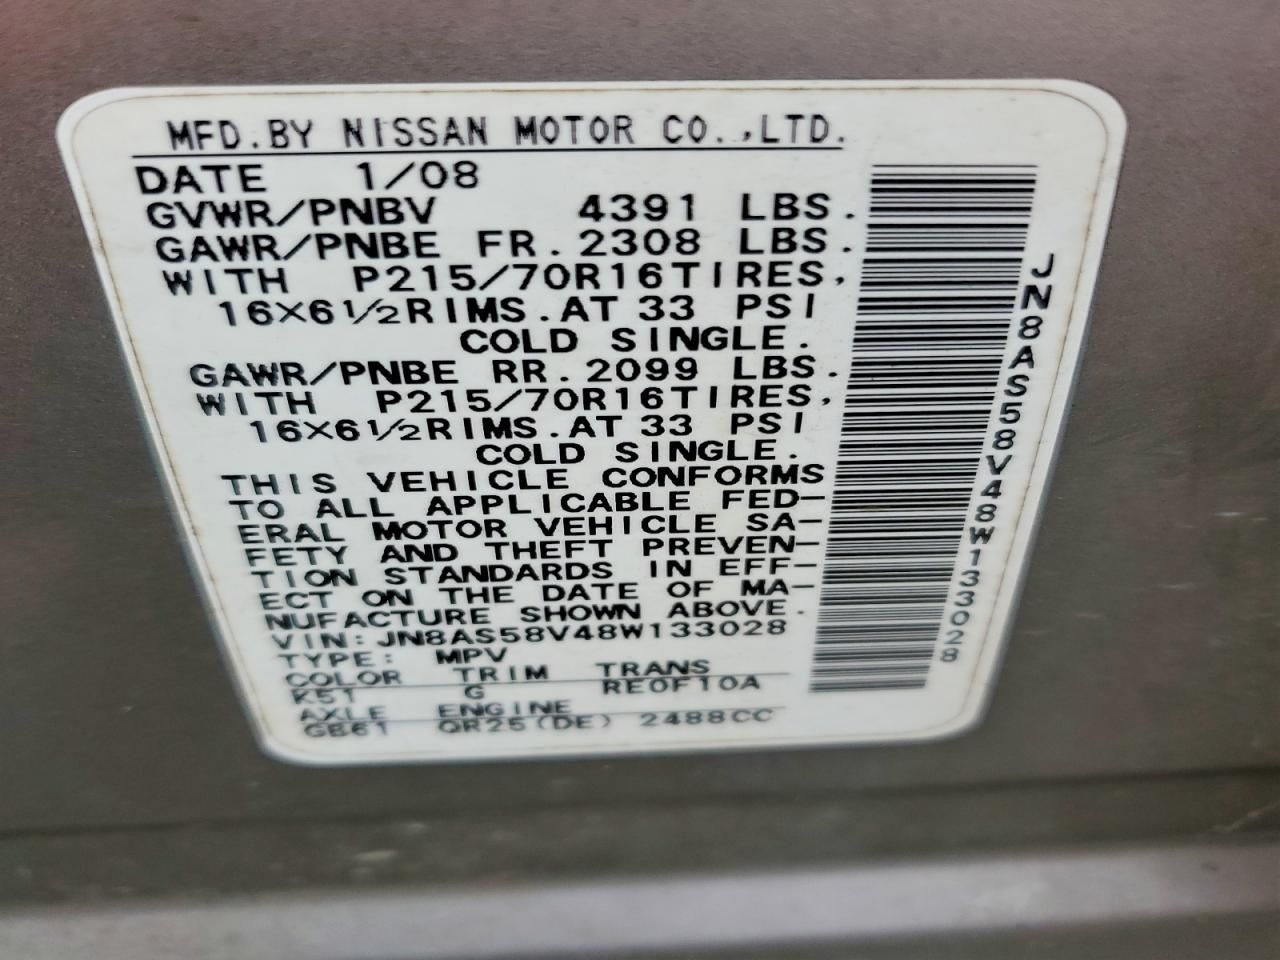 MFD.BY NISSAN MOTOR CO.,LTD.
DATE 1/08
GVWR/PNBV 4391 LBS.
GAWR/PNBE FR.2308 LBS.
WITH P215/70R16TIRES,
16X6½RIMS.AT 33 PSI
COLD SINGLE.
GAWR/PNBE RR.2099 LBS.
WITH P215/70R16TIRES,
16X6½RIMS.AT 33 PSI
COLD SINGLE.
THIS VEHICLE CONFORMS
TO ALL APPLICABLE FED-
ERAL MOTOR VEHICLE SA-
FETY AND THEFT PREVEN-
TION STANDARDS IN EFF-
ECT ON THE DATE OF MA-
NUFACTURE SHOWN ABOVE.
VIN: JN8AS58V48W133028
TYPE: MPV
COLOR TRIM TRANS
K51 G RE0F10A
AXLE ENGINE
GB61 QR25(DE) 2488CC
JN8AS58V48W133028